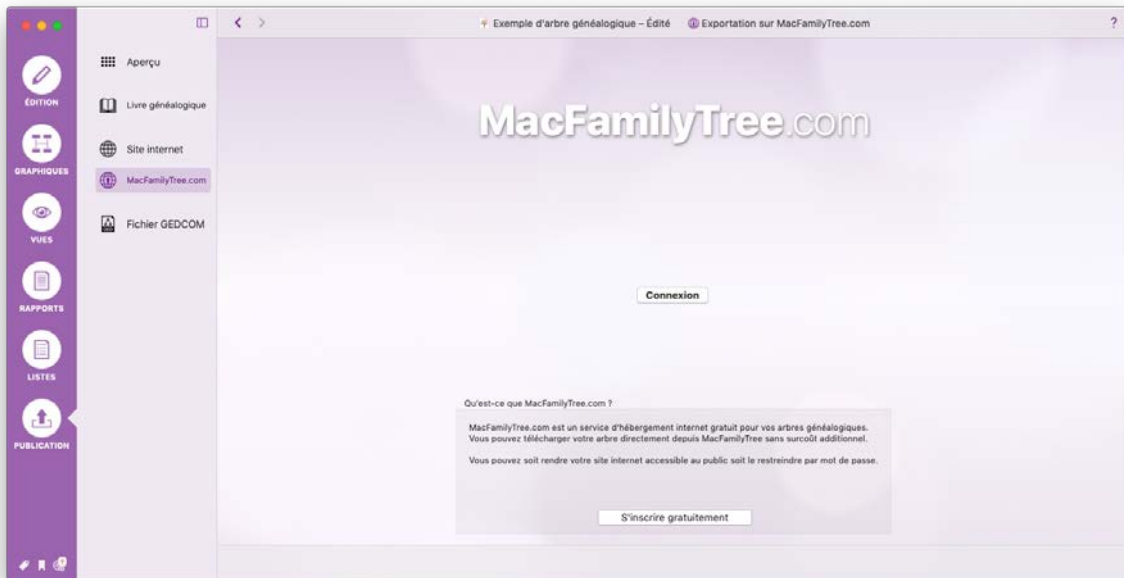 Exemple d'arbre généalogique – Édité
Exportation sur MacFamilyTree.com
?
ÉDITION
GRAPHIQUES
VUES
RAPPORTS
LISTES
PUBLICATION
Aperçu
Livre généalogique
Site internet
MacFamilyTree.com
Fichier GEDCOM
MacFamilyTree.com
Connexion
Qu'est-ce que MacFamilyTree.com ?
MacFamilyTree.com est un service d'hébergement internet gratuit pour vos arbres généalogiques.
Vous pouvez télécharger votre arbre directement depuis MacFamilyTree sans surcoût additionnel.
Vous pouvez soit rendre votre site internet accessible au public soit le restreindre par mot de passe.
S'inscrire gratuitement